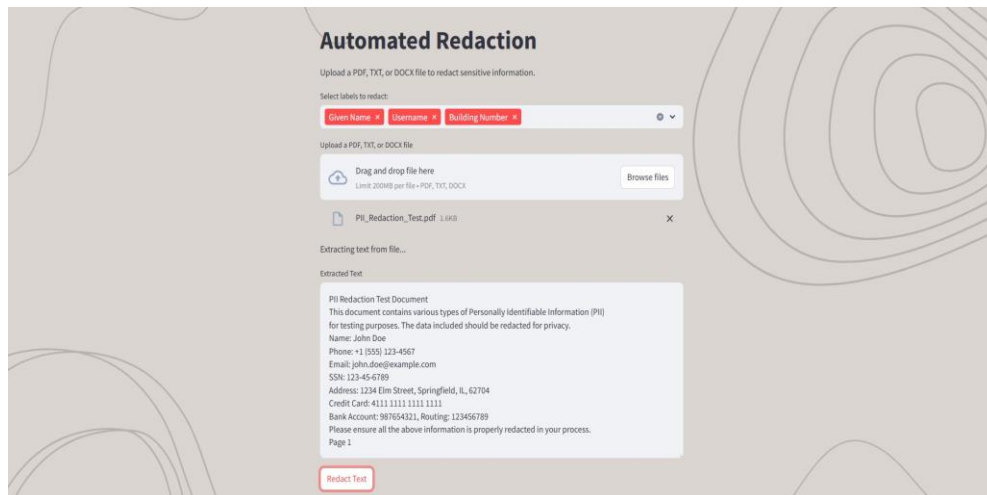 Automated Redaction
Upload a PDF, TXT, or DOCX file to redact sensitive information.
Select labels to redact:
Given Name × Username × Building Number ×
Upload a PDF, TXT, or DOCX file
Drag and drop file here
Limit 200MB per file • PDF, TXT, DOCX
Browse files
PII_Redaction_Test.pdf 1.6KB
Extracting text from file...
Extracted Text
PII Redaction Test Document
This document contains various types of Personally Identifiable Information (PII)
for testing purposes. The data included should be redacted for privacy.
Name: John Doe
Phone: +1 (555) 123-4567
Email: john.doe@example.com
SSN: 123-45-6789
Address: 1234 Elm Street, Springfield, IL, 62704
Credit Card: 4111 1111 1111 1111
Bank Account: 987654321, Routing: 123456789
Please ensure all the above information is properly redacted in your process.
Page 1
Redact Text